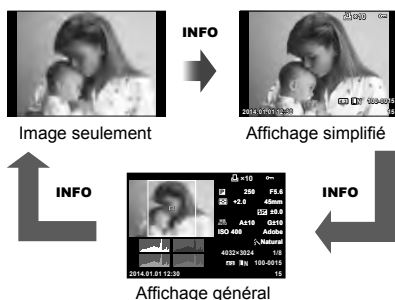 INFO
×10
100-0015
2014.01.01 12:30
15
Image seulement
Affichage simplifié
INFO
INFO
×10
P 250 F5.6
+2.0 45mm
±0.0
A±10 G±10
ISO 400 Adobe
Natural
4032×3024 1/8
N 100-0015
2014.01.01 12:30 15
Affichage général